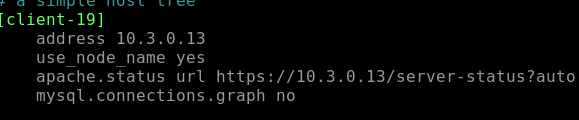 # a simple host tree
[client-19]
address 10.3.0.13
use_node_name yes
apache.status url https://10.3.0.13/server-status?auto
mysql.connections.graph no